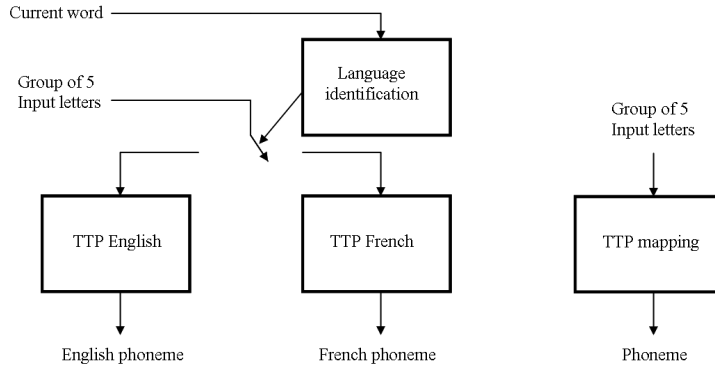 Current word
Language
identification
Group of 5
Input letters
Group of 5
Input letters
TTP English
TTP French
TTP mapping
English phoneme
French phoneme
Phoneme